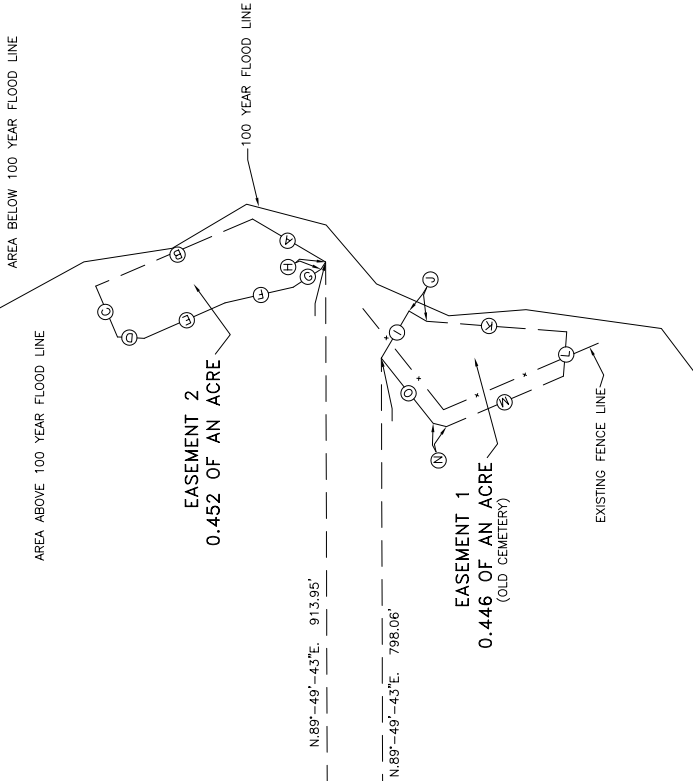 AREA BELOW 100 YEAR FLOOD LINE
AREA ABOVE 100 YEAR FLOOD LINE
100 YEAR FLOOD LINE
A
B
C
D
E
F
G
H
EASEMENT 2
0.452 OF AN ACRE
N.89°-49'-43"E. 913.95'
N.89°-49'-43"E. 798.06'
I
J
K
L
M
N
O
EASEMENT 1
0.446 OF AN ACRE
(OLD CEMETERY)
EXISTING FENCE LINE